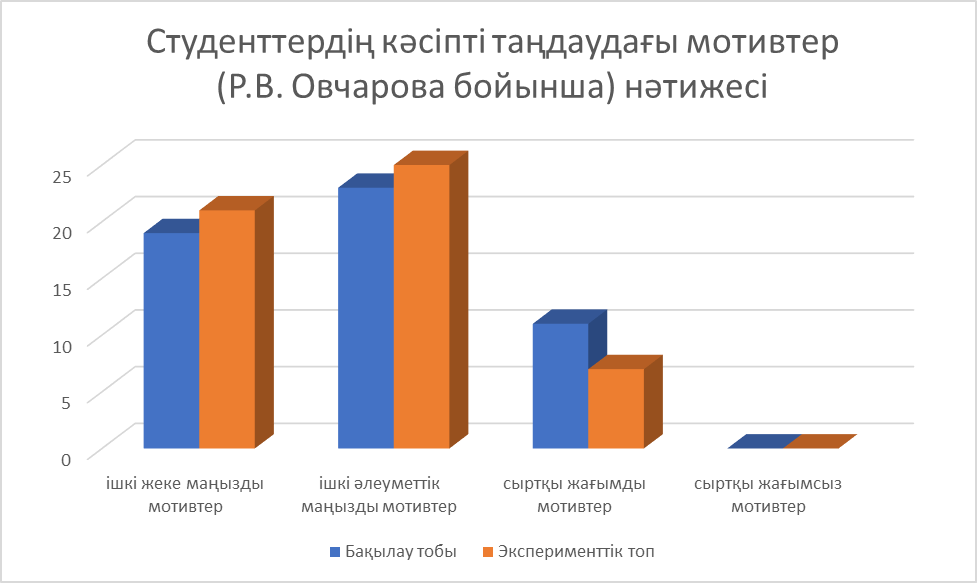 Студенттердің кәсіпті таңдаудағы мотивтер
(Р.В. Овчарова бойынша) нәтижесі
25
20
15
10
5
0
ішкі жеке маңызды
мотивтер
ішкі әлеуметтік
маңызды мотивтер
сыртқы жағымды
мотивтер
сыртқы жағымсыз
мотивтер
Бақылау тобы
Эксперименттік топ